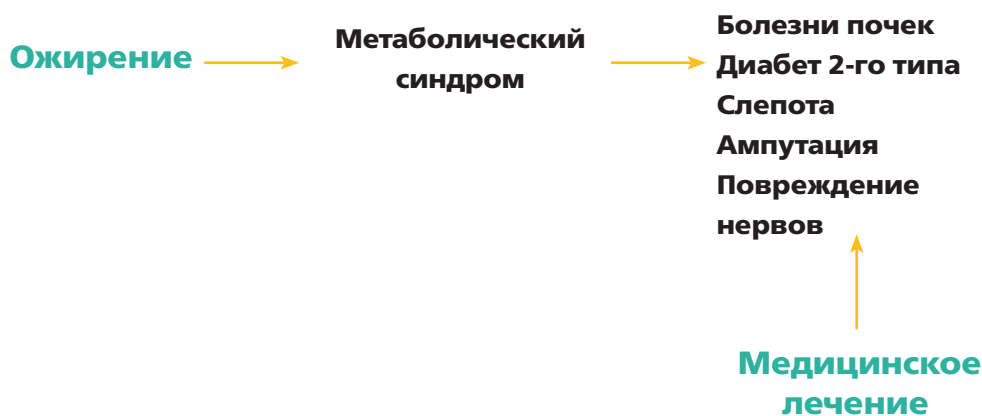 Ожирение
Метаболический
синдром
Болезни почек
Диабет 2-го типа
Слепота
Ампутация
Повреждение
нервов
Медицинское
лечение